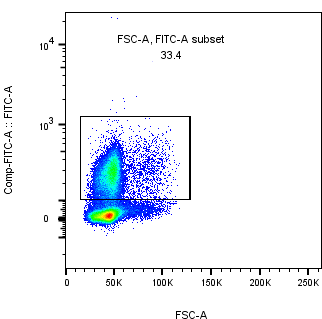 FSC-A, FITC-A subset
33.4
Comp-FITC-A :: FITC-A
10^4
10^3
0
0 50K 100K 150K 200K 250K
FSC-A